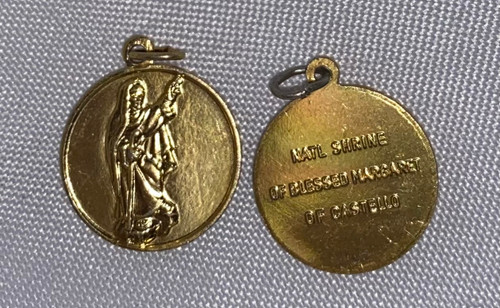 NAT'L SHRINE
OF BLESSED MARGARET
OF CASTELLO